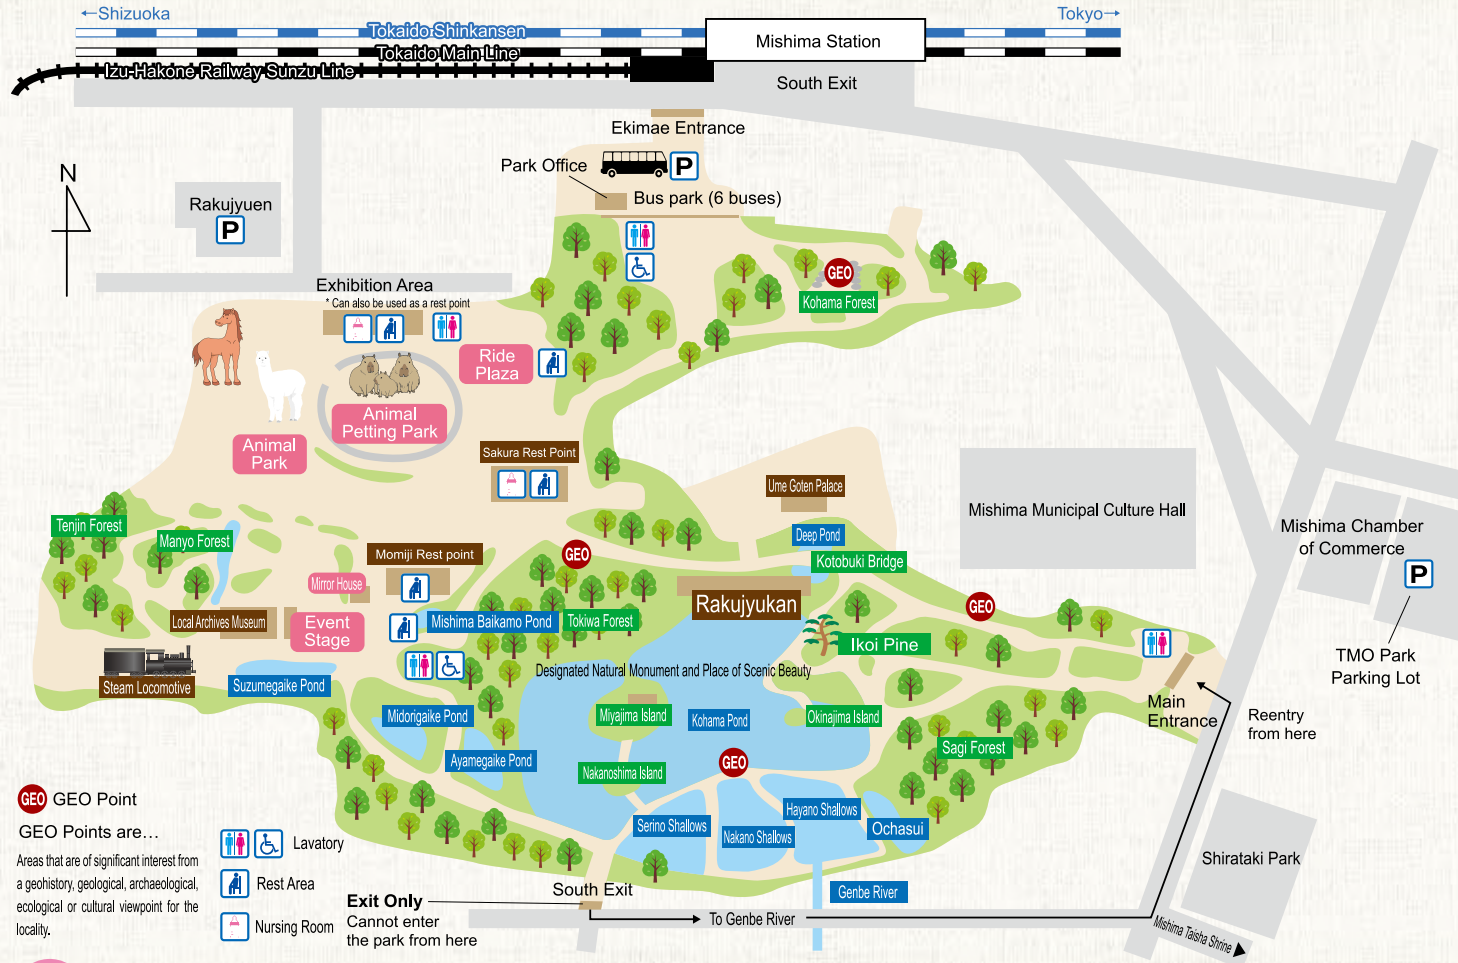 ←Shizuoka
Tokyo→
Tokaido Shinkansen
Mishima Station
Tokaido Main Line
Izu-Hakone Railway Sunzu Line
South Exit
Ekimae Entrance
N
Park Office
P
Bus park (6 buses)
Rakujyuen
P
GEO
Kohama Forest
Exhibition Area
* Can also be used as a rest point
Ride
Plaza
Animal
Petting Park
Animal
Park
Sakura Rest Point
Ume Goten Palace
Mishima Municipal Culture Hall
Mishima Chamber
of Commerce
P
TMO Park
Parking Lot
Tenjin Forest
Manyo Forest
Deep Pond
Kotobuki Bridge
Momiji Rest point
GEO
Mirror House
Rakujyukan
GEO
Local Archives Museum
Event
Stage
Mishima Baikamo Pond
Tokiwa Forest
Ikoi Pine
Steam Locomotive
Suzumegaike Pond
Designated Natural Monument and Place of Scenic Beauty
Main
Entrance
Reentry
from here
Midorigaike Pond
Miyajima Island
Kohama Pond
Okinajima Island
Ayamegaike Pond
Nakanoshima Island
GEO
Sagi Forest
Serino Shallows
Nakano Shallows
Hayano Shallows
Ochasui
Shirataki Park
GEO GEO Point
GEO Points are…
Areas that are of significant interest from
a geohistory, geological, archaeological,
ecological or cultural viewpoint for the
locality.
Lavatory
Rest Area
Nursing Room
Exit Only
Cannot enter
the park from here
South Exit
To Genbe River
Genbe River
Mishima Taisha Shrine ▶